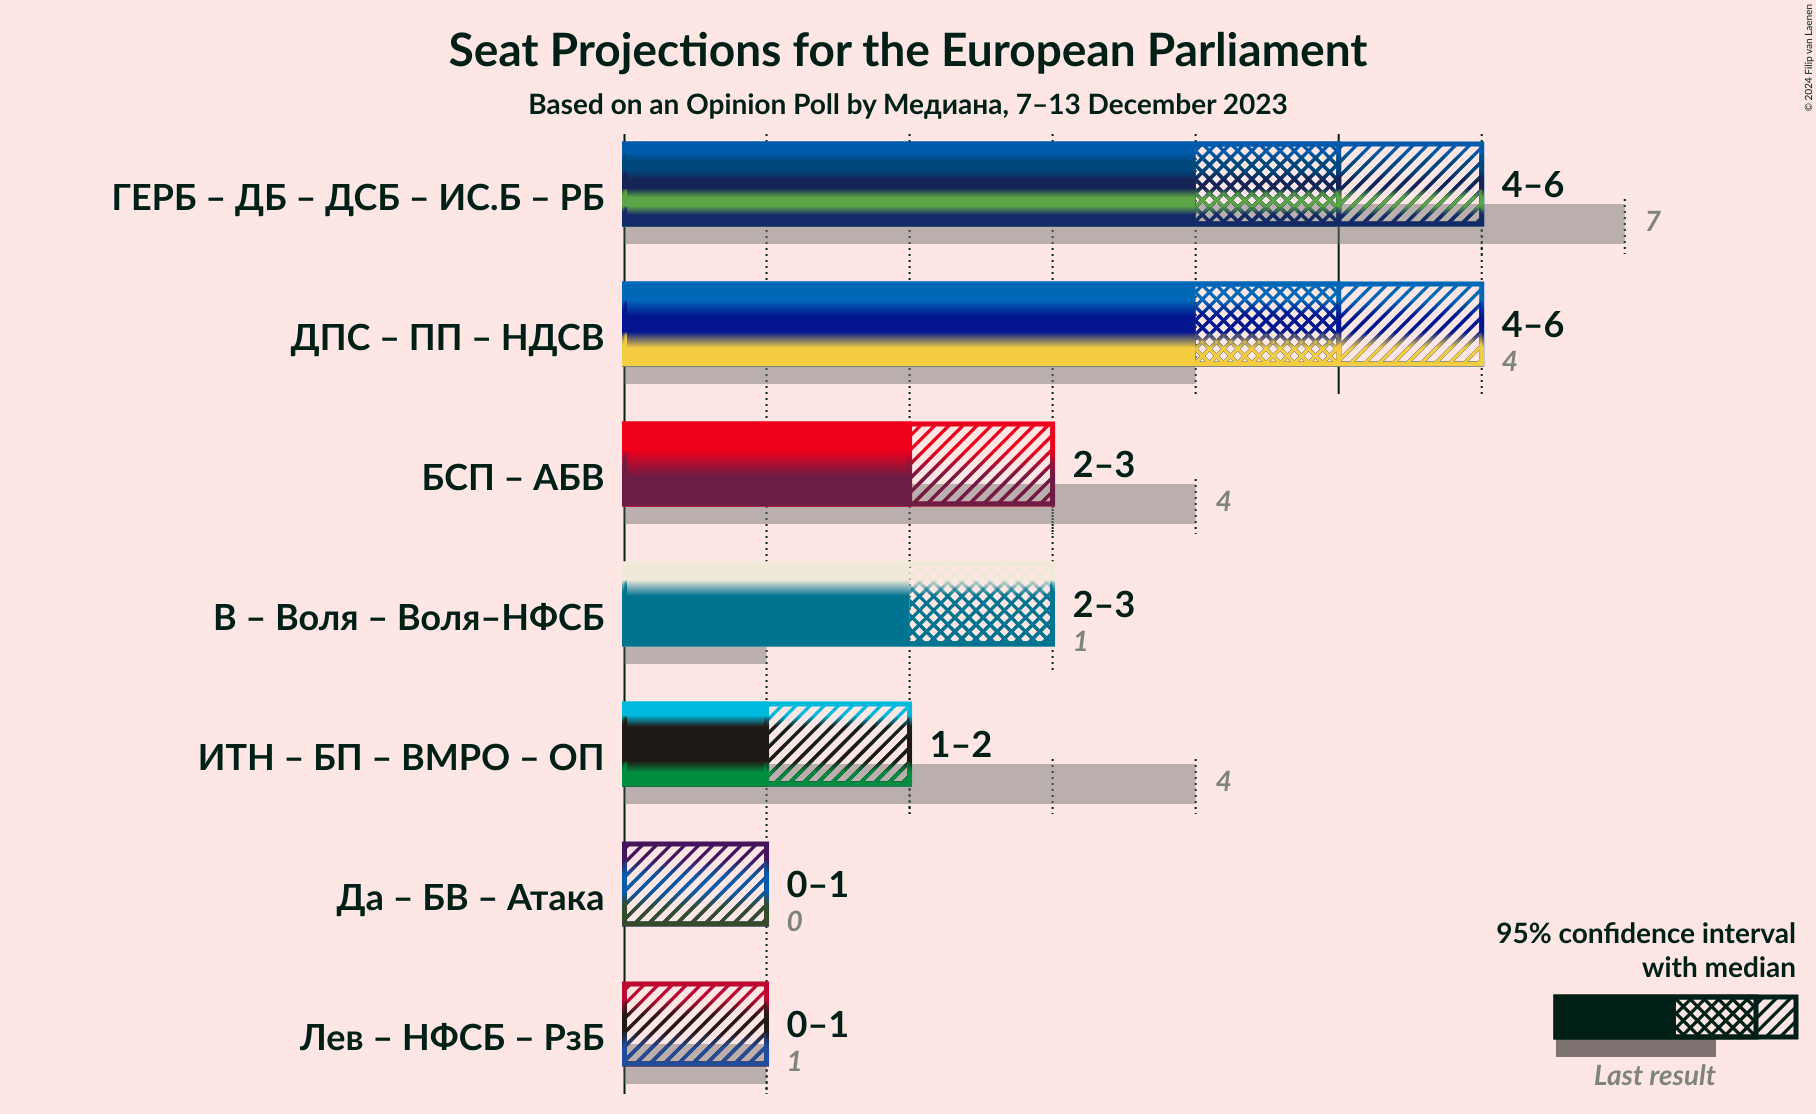 Seat Projections for the European Parliament
Based on an Opinion Poll by Медиана, 7–13 December 2023
© 2024 Filip van Laenen
ГЕРБ – ДБ – ДСБ – ИС.Б – РБ
4–6
7
ДПС – ПП – НДСВ
4–6
4
БСП – АБВ
2–3
4
В – Воля – Воля–НФСБ
2–3
1
ИТН – БП – ВМРО – ОП
1–2
4
Да – БВ – Атака
0–1
0
Лев – НФСБ – РзБ
0–1
1
95% confidence interval
with median
Last result